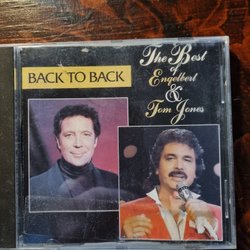 BACK TO BACK
The Best
of
Engelbert
&
Tom Jones